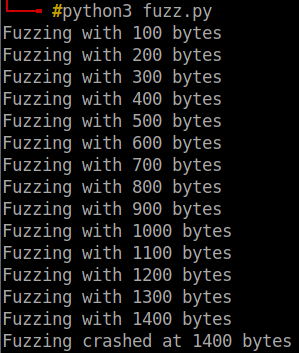 #python3 fuzz.py
Fuzzing with 100 bytes
Fuzzing with 200 bytes
Fuzzing with 300 bytes
Fuzzing with 400 bytes
Fuzzing with 500 bytes
Fuzzing with 600 bytes
Fuzzing with 700 bytes
Fuzzing with 800 bytes
Fuzzing with 900 bytes
Fuzzing with 1000 bytes
Fuzzing with 1100 bytes
Fuzzing with 1200 bytes
Fuzzing with 1300 bytes
Fuzzing with 1400 bytes
Fuzzing crashed at 1400 bytes